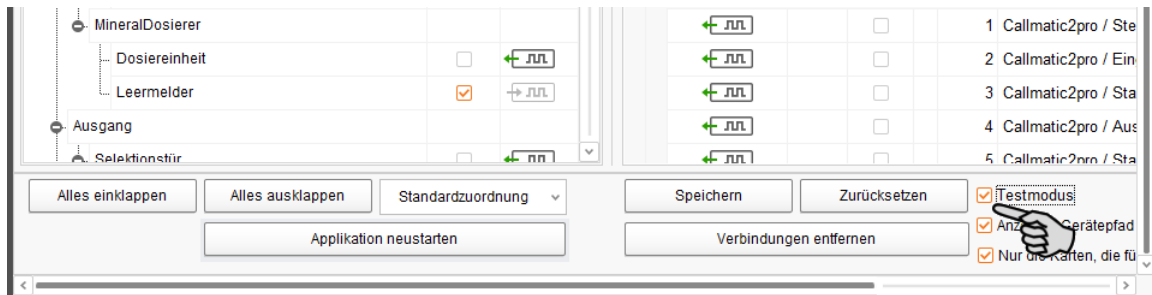 MineralDosierer
1 Callmatic2pro / Ste
Dosiereinheit
2 Callmatic2pro / Ein
Leermelder
3 Callmatic2pro / Sta
Ausgang
4 Callmatic2pro / Aus
Selektionstür
5 Callmatic2pro / Sta
Alles einklappen
Alles ausklappen
Standardzuordnung
Speichern
Zurücksetzen
Testmodus
Applikation neustarten
Verbindungen entfernen
Gerätepfad
Nur die Karten, die fü